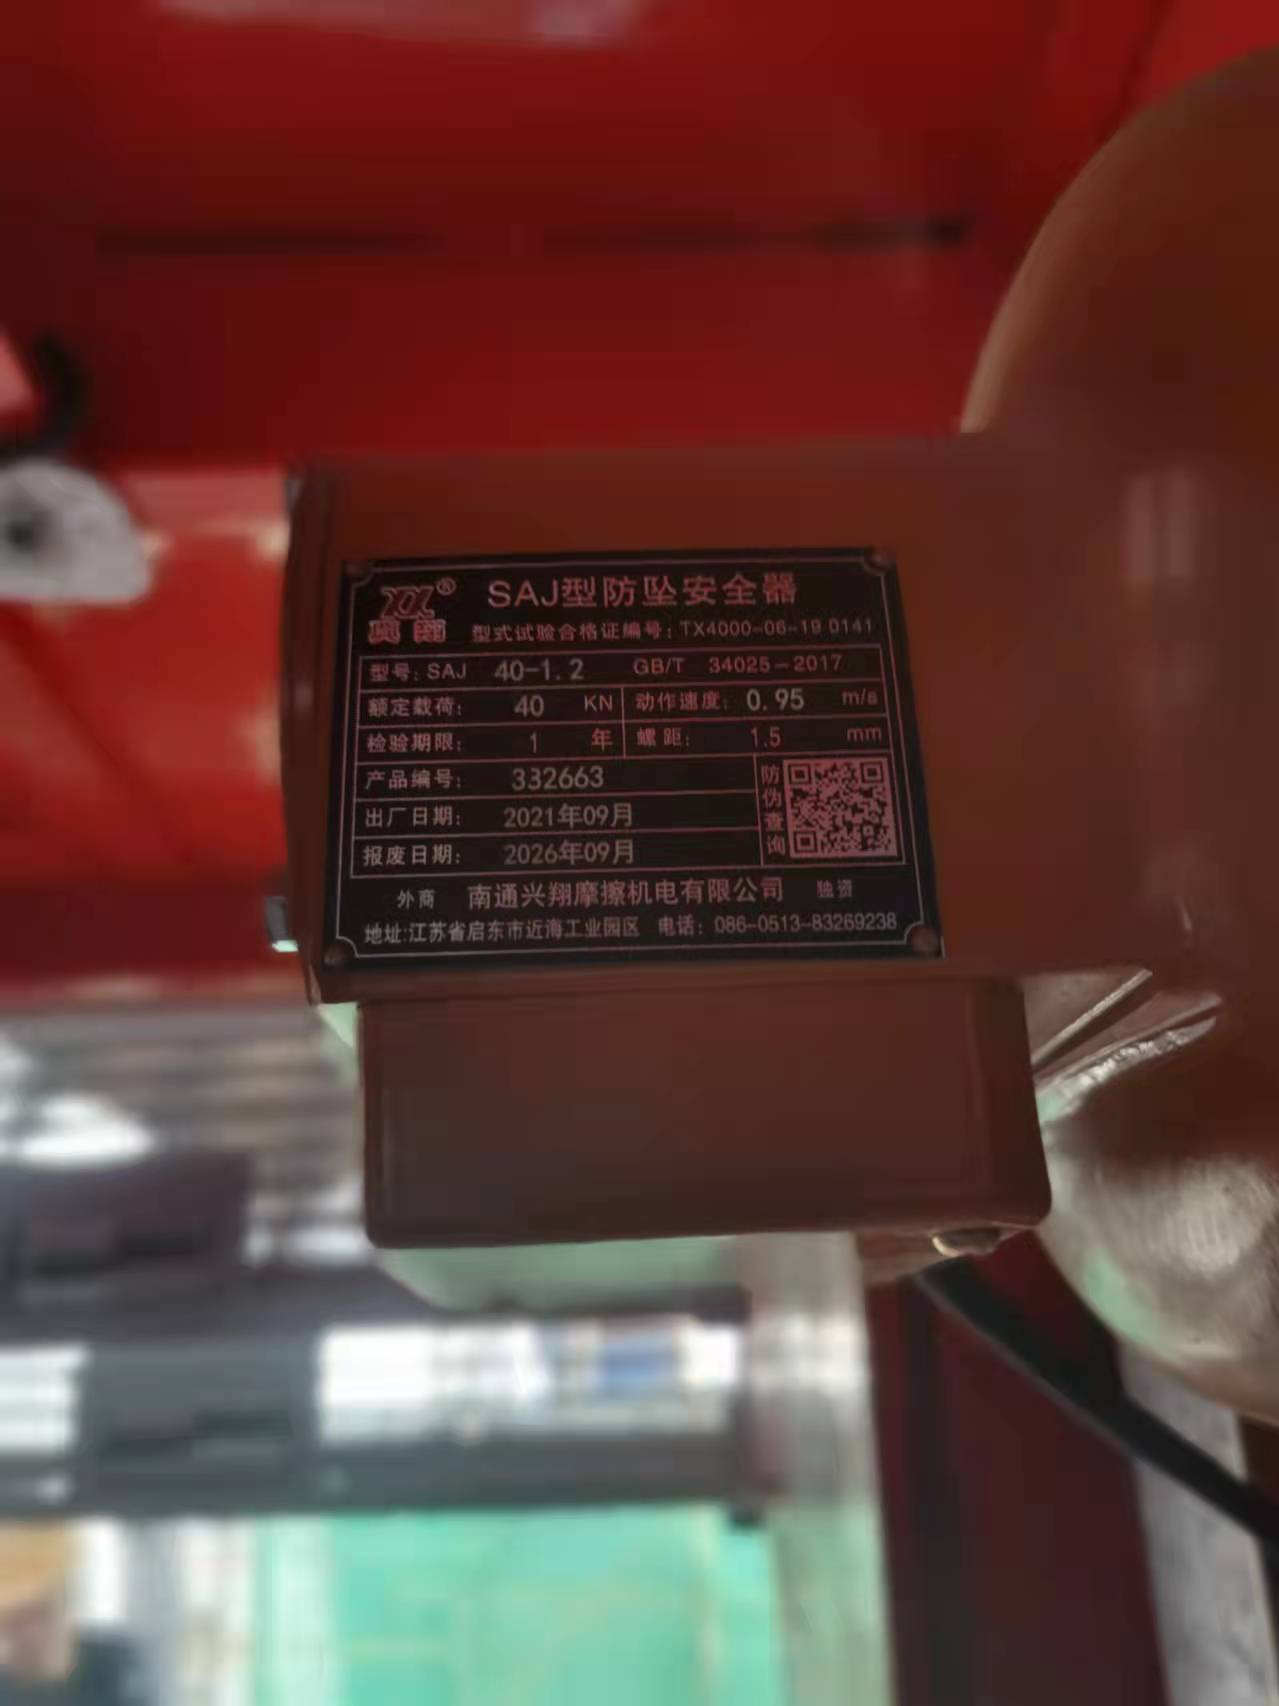 XX®
兴翔
SAJ型防坠安全器
型式试验合格证编号：TX4000-06-19 0141
型号：SAJ 40-1.2 GB/T 34025-2017
额定载荷： 40 KN 动作速度： 0.95 m/s
检验期限： 1 年 螺距： 1.5 mm
产品编号： 332663
出厂日期： 2021年09月
报废日期： 2026年09月
防伪查询
外商 南通兴翔摩擦机电有限公司 独资
地址:江苏省启东市近海工业园区 电话：086-0513-83269238